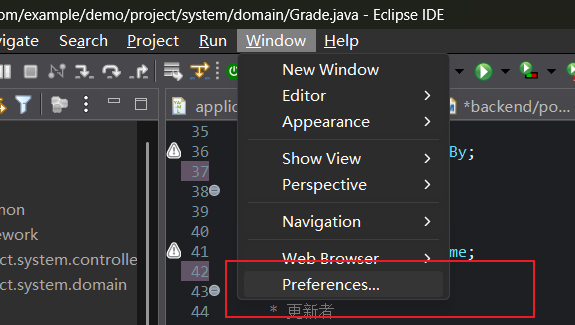 om/example/demo/project/system/domain/Grade.java - Eclipse IDE
vigate Search Project Run Window Help
New Window
applic
*backend/po...
Editor
Appearance
35
36
By;
37
Show View
38
Perspective
39
mon
40
Navigation
ework
41
me;
ct.system.controlle
Web Browser
42
ct.system.domain
Preferences...
43
44
* 更新者